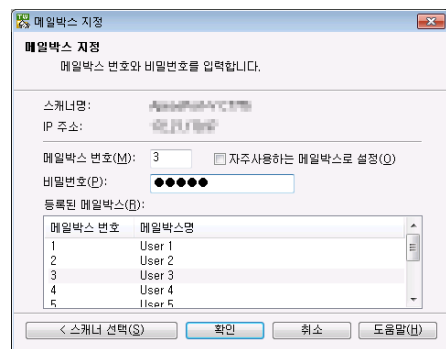 메일박스 지정
메일박스 지정
메일박스 번호와 비밀번호를 입력합니다.
스캐너명:
IP 주소:
메일박스 번호(M): 3 자주사용하는 메일박스로 설정(O)
비밀번호(P): ●●●●●
등록된 메일박스(R):
메일박스 번호 메일박스명
1 User 1
2 User 2
3 User 3
4 User 4
5 User 5
< 스캐너 선택(S) 확인 취소 도움말(H)